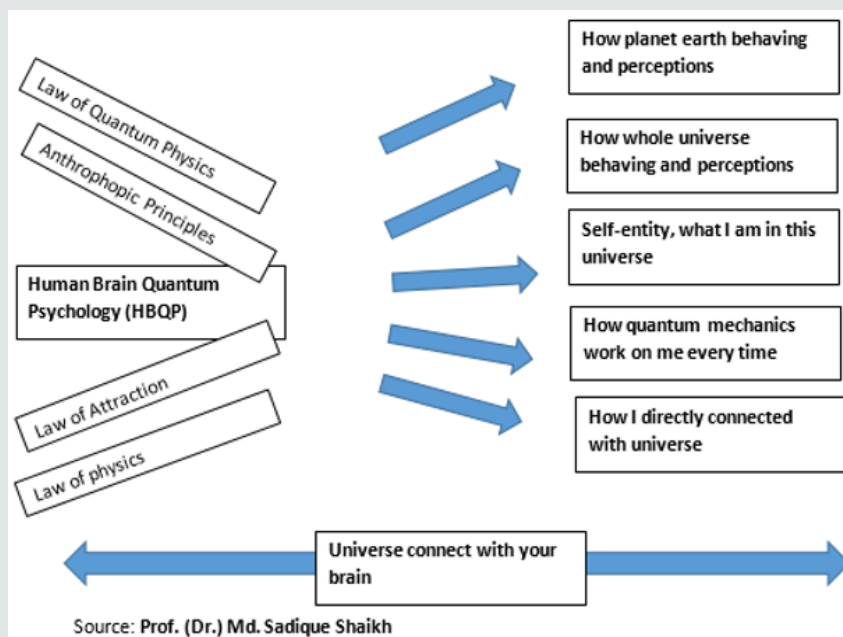 Law of Quantum Physics
Anthrophopic Principles
Human Brain Quantum
Psychology (HBQP)
Law of Attraction
Law of physics
How planet earth behaving
and perceptions
How whole universe
behaving and perceptions
Self-entity, what I am in this
universe
How quantum mechanics
work on me every time
How I directly connected
with universe
Universe connect with your
brain
Source: Prof. (Dr.) Md. Sadique Shaikh